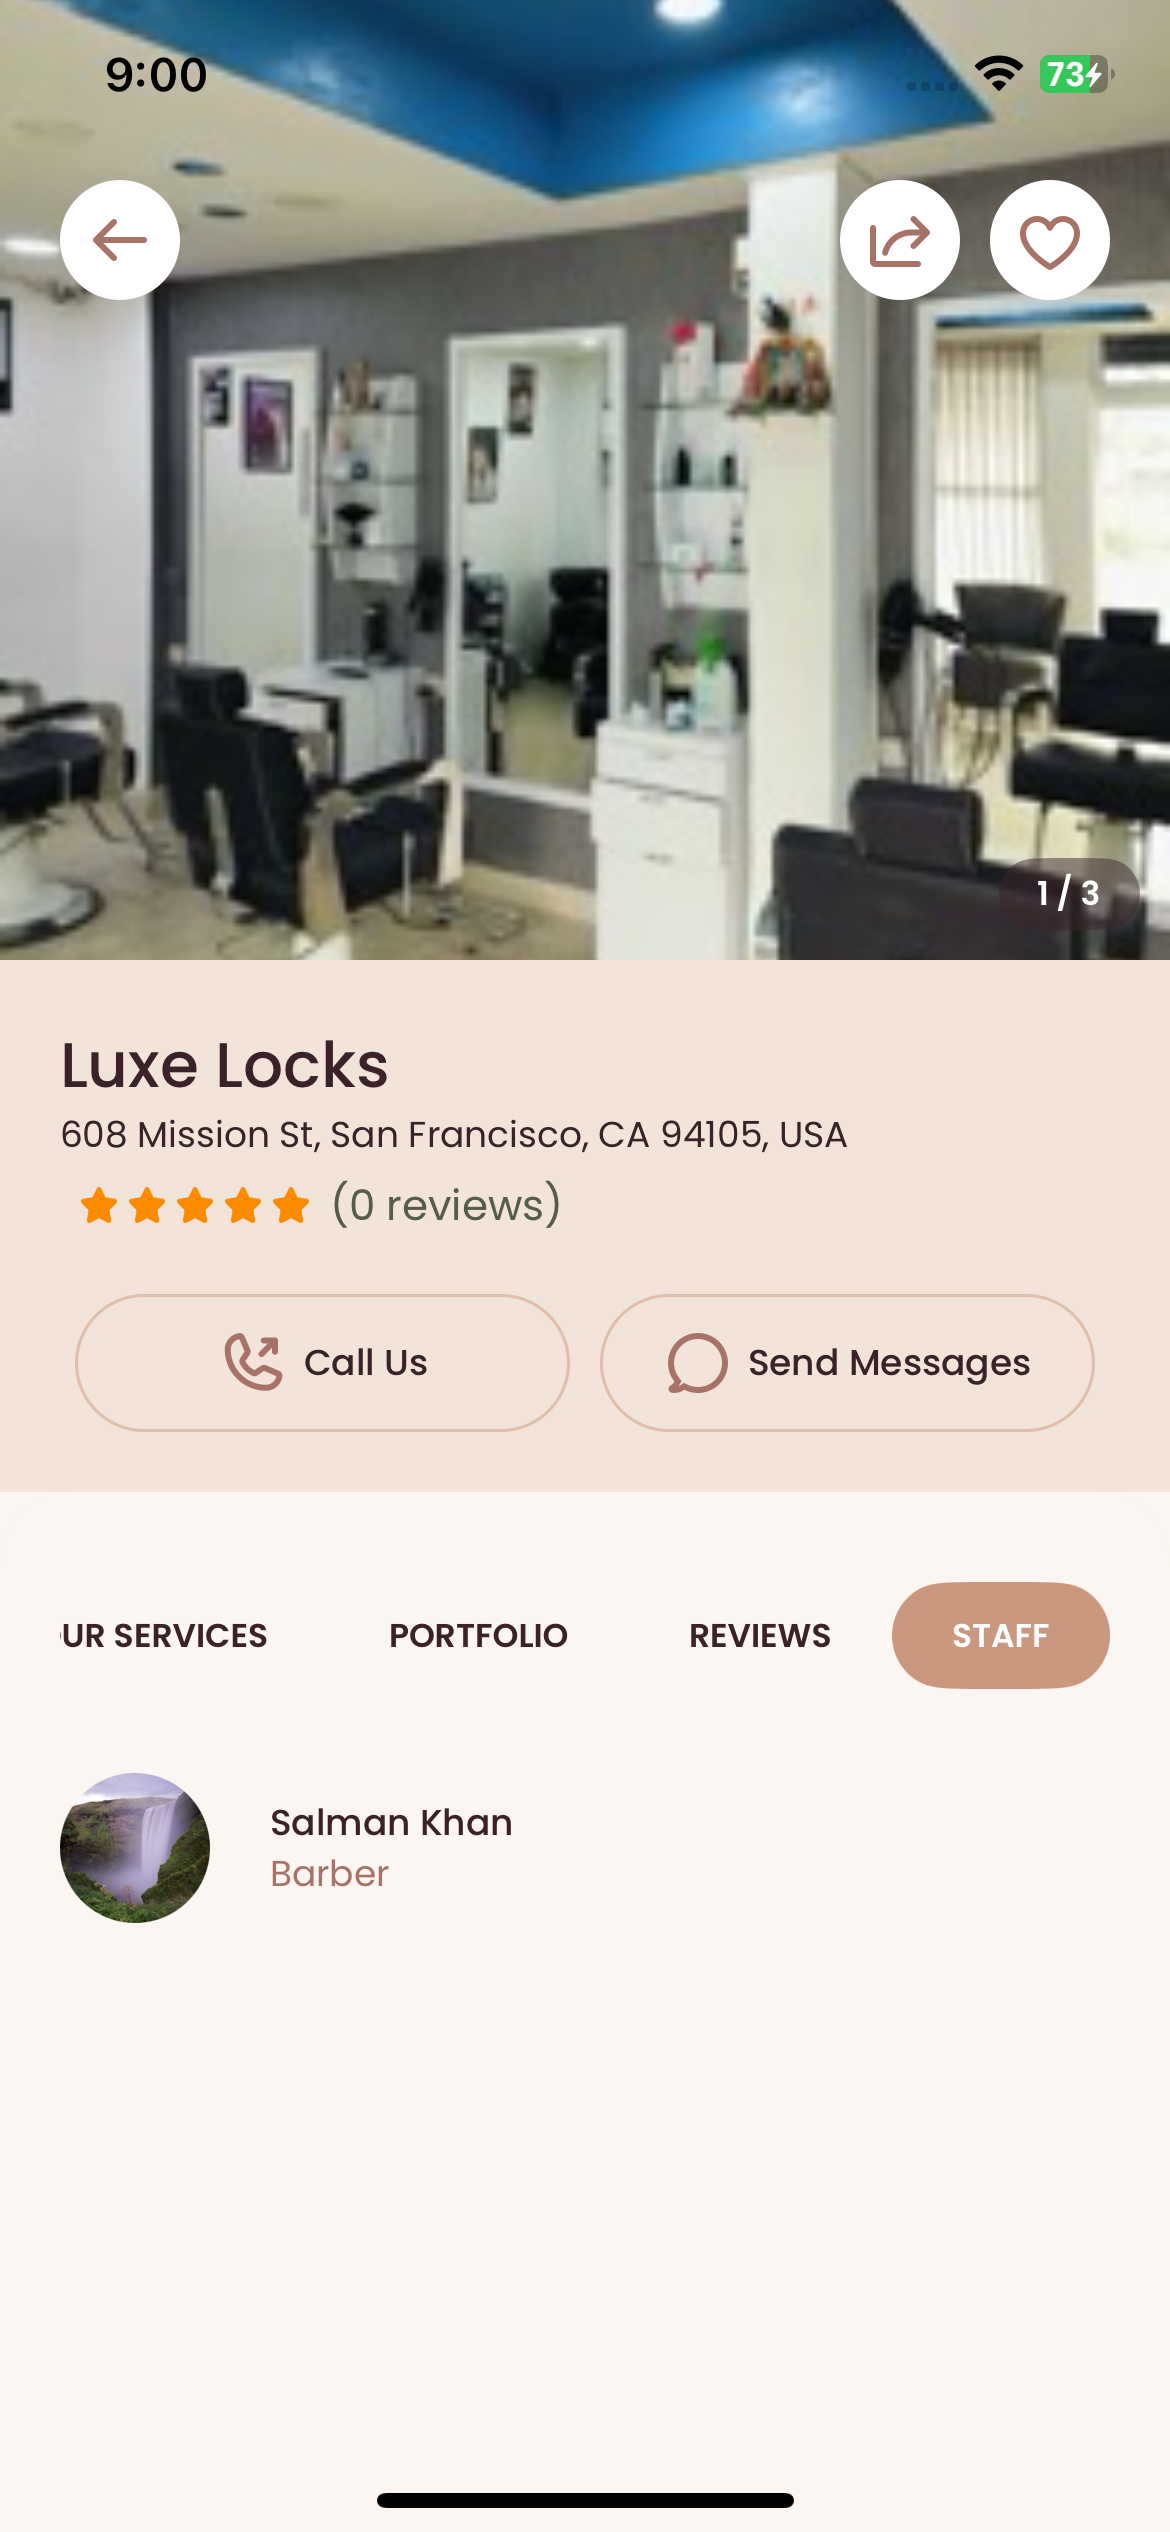 9:00
73
1 / 3
Luxe Locks
608 Mission St, San Francisco, CA 94105, USA
(0 reviews)
Call Us
Send Messages
UR SERVICES
PORTFOLIO
REVIEWS
STAFF
Salman Khan
Barber